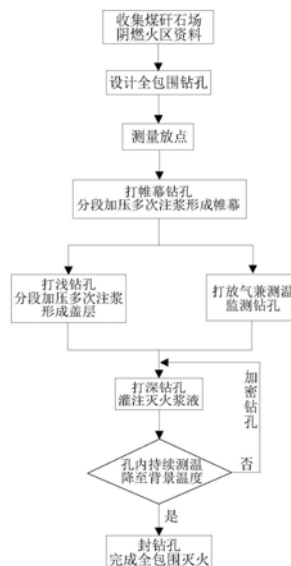 收集煤矸石场
阴燃火区资料
设计全包围钻孔
测量放点
打帷幕钻孔
分段加压多次注浆形成帷幕
打浅钻孔
分段加压多次注浆
形成盖层
打放气兼测温
监测钻孔
打深钻孔
灌注灭火浆液
加密钻孔
孔内持续测温
降至背景温度
否
是
封钻孔
完成全包围灭火